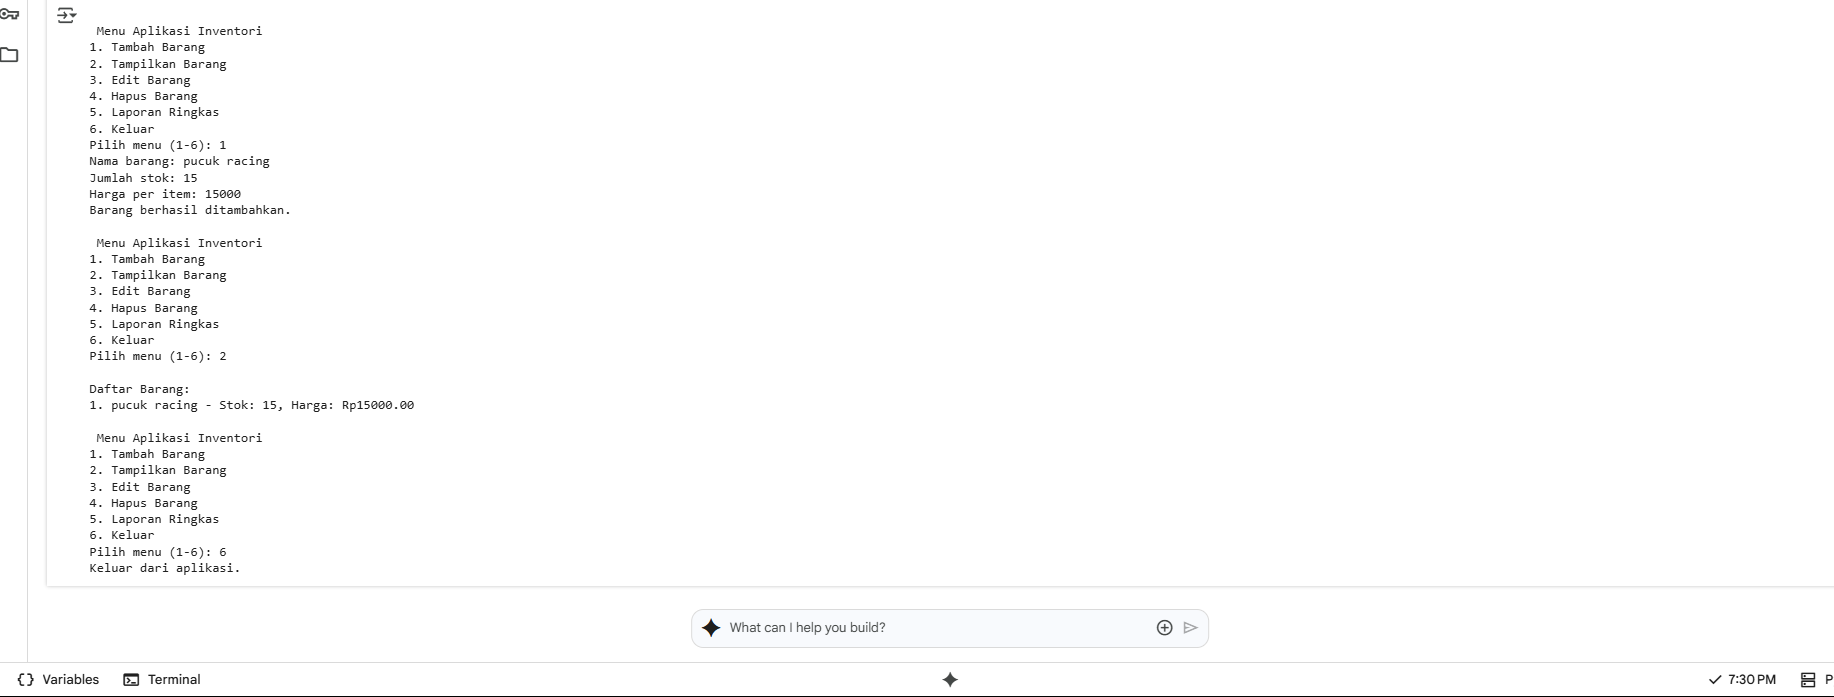 Menu Aplikasi Inventori
1. Tambah Barang
2. Tampilkan Barang
3. Edit Barang
4. Hapus Barang
5. Laporan Ringkas
6. Keluar
Pilih menu (1-6): 1
Nama barang: pucuk racing
Jumlah stok: 15
Harga per item: 15000
Barang berhasil ditambahkan.
Menu Aplikasi Inventori
1. Tambah Barang
2. Tampilkan Barang
3. Edit Barang
4. Hapus Barang
5. Laporan Ringkas
6. Keluar
Pilih menu (1-6): 2
Daftar Barang:
1. pucuk racing - Stok: 15, Harga: Rp15000.00
Menu Aplikasi Inventori
1. Tambah Barang
2. Tampilkan Barang
3. Edit Barang
4. Hapus Barang
5. Laporan Ringkas
6. Keluar
Pilih menu (1-6): 6
Keluar dari aplikasi.
What can I help you build?
{} Variables Terminal 7:30 PM P